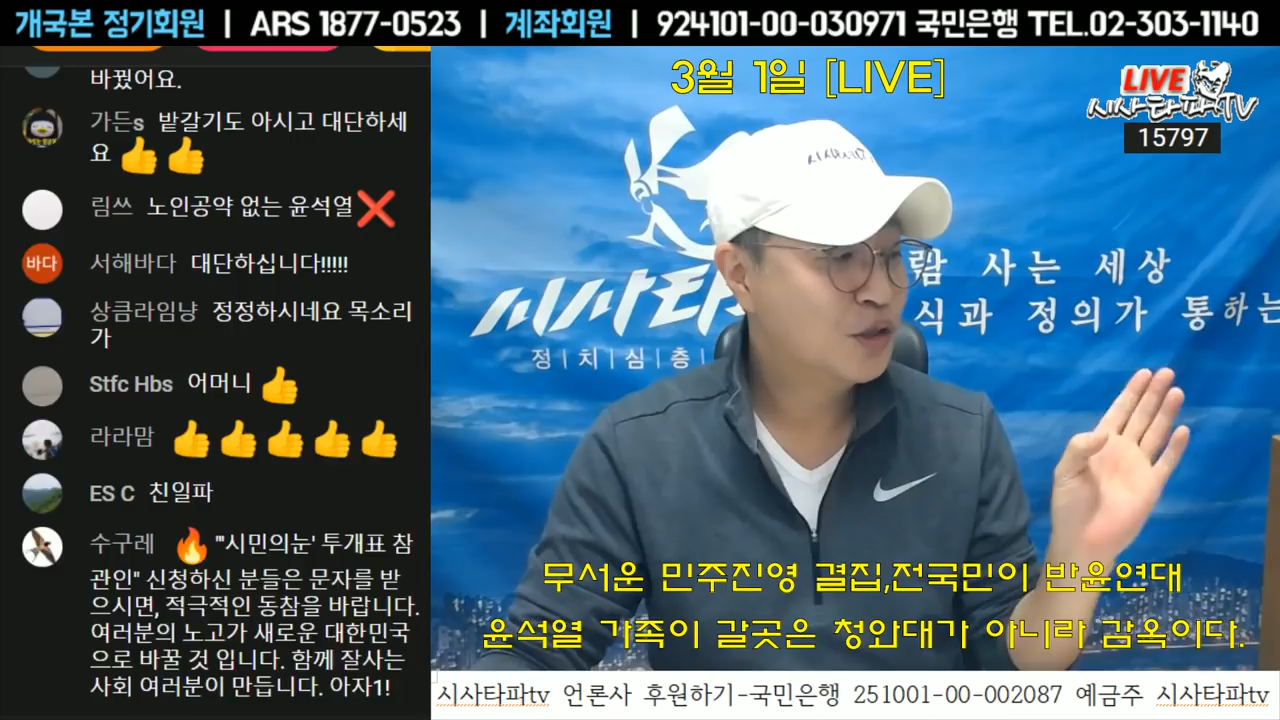 개국본 정기회원 | ARS 1877-0523 | 계좌회원 | 924101-00-030971 국민은행 TEL.02-303-1140
바꿨어요.
가든s 밭갈기도 아시고 대단하세
요 👍 👍
림쓰 노인공약 없는 윤석열❌
바다
서해바다 대단하십니다!!!!!
상큼라임냥 정정하시네요 목소리
가
Stfc Hbs 어머니 👍
라라맘 👍 👍 👍 👍 👍
ES C 친일파
수구레 🔥 "'시민의눈' 투개표 참
관인" 신청하신 분들은 문자를 받
으시면, 적극적인 동참을 바랍니다.
여러분의 노고가 새로운 대한민국
으로 바꿀 것 입니다. 함께 잘사는
사회 여러분이 만듭니다. 아자1!
3월 1일 [LIVE]
LIVE
시사타파TV
15797
시사타파
시사타
정|치|심|층|
람 사는 세상
식과 정의가 통하는
무서운 민주진영 결집,전국민이 반윤연대
윤석열 가족이 갈곳은 청와대가 아니라 감옥이다.
시사타파tv 언론사 후원하기-국민은행 251001-00-002087 예금주 시사타파tv